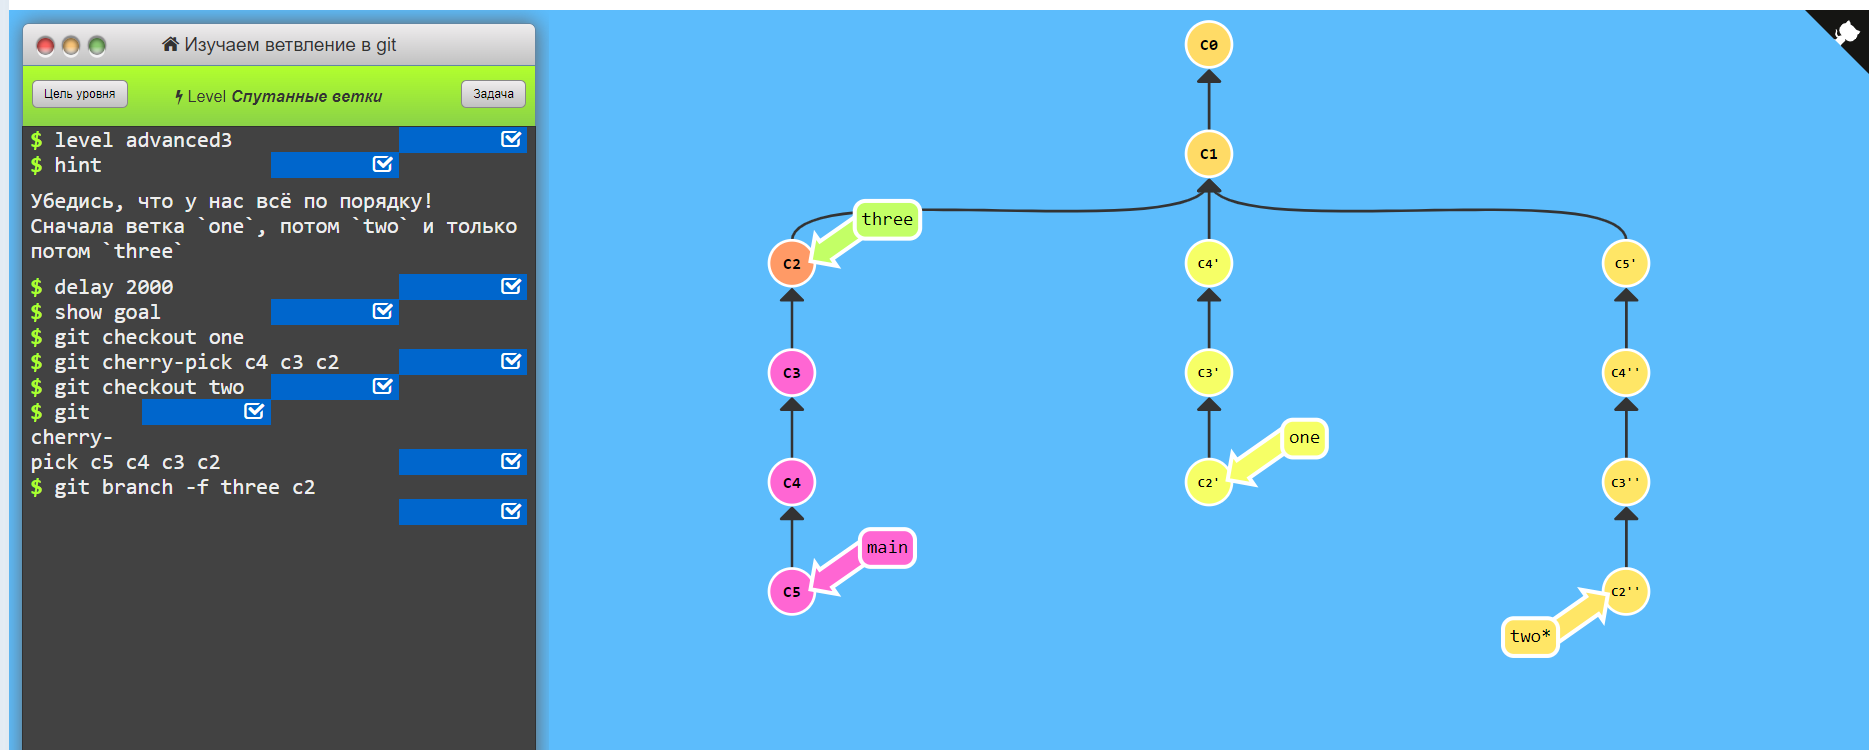 Изучаем ветвление в git
Цель уровня
Level Спутанные ветки
Задача
$ level advanced3
$ hint
Убедись, что у нас всё по порядку!
Сначала ветка `one`, потом `two` и только
потом `three`
$ delay 2000
$ show goal
$ git checkout one
$ git cherry-pick c4 c3 c2
$ git checkout two
$ git
cherry-
pick c5 c4 c3 c2
$ git branch -f three c2
C0
C1
three
C2
C4'
C5'
C3
C3'
C4''
one
C4
C2'
C3''
main
C5
C2''
two*